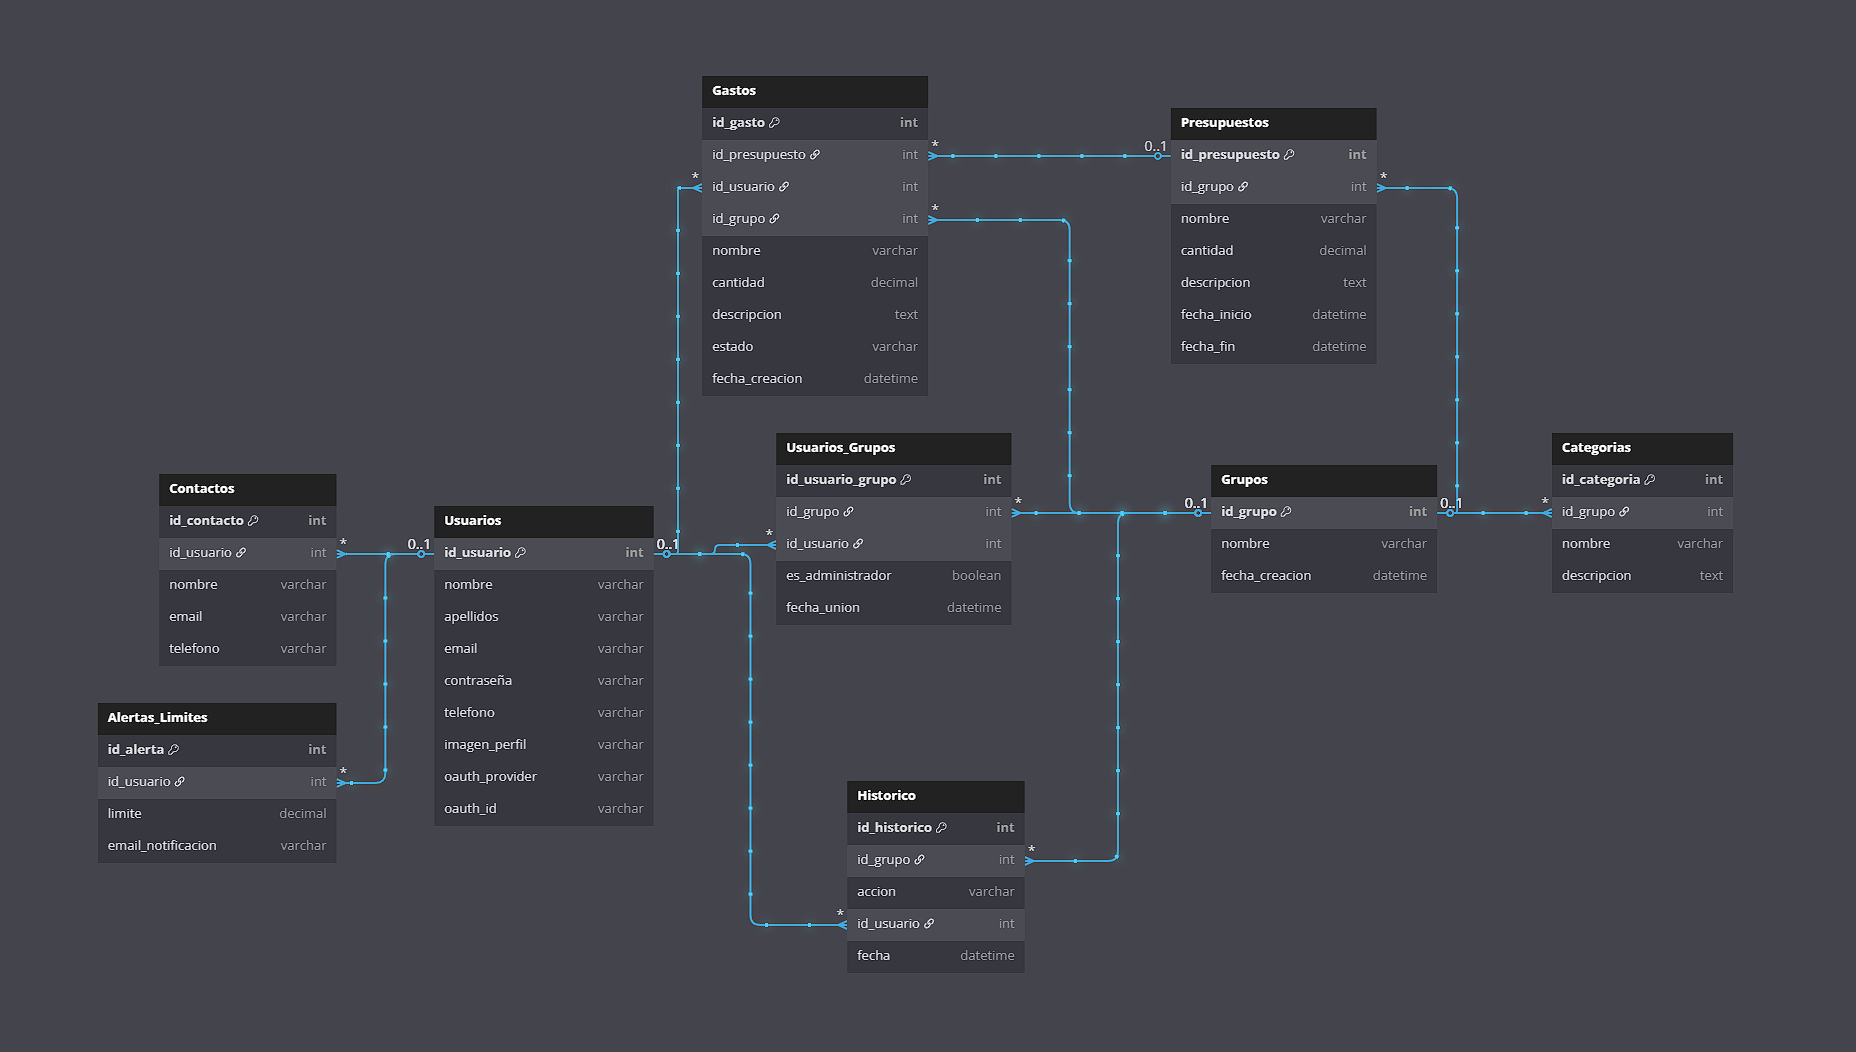 Gastos
id_gasto int
id_presupuesto int
id_usuario int
id_grupo int
nombre varchar
cantidad decimal
descripcion text
estado varchar
fecha_creacion datetime
* 0..1
*
*
Presupuestos
id_presupuesto int
id_grupo int
nombre varchar
cantidad decimal
descripcion text
fecha_inicio datetime
fecha_fin datetime
*
Usuarios_Grupos
id_usuario_grupo int
id_grupo int
id_usuario int
es_administrador boolean
fecha_union datetime
* 0..1
*
Grupos
id_grupo int
nombre varchar
fecha_creacion datetime
0..1 *
Categorias
id_categoria int
id_grupo int
nombre varchar
descripcion text
Contactos
id_contacto int
id_usuario int
nombre varchar
email varchar
telefono varchar
* 0..1
Usuarios
id_usuario int
nombre varchar
apellidos varchar
email varchar
contraseña varchar
telefono varchar
imagen_perfil varchar
oauth_provider varchar
oauth_id varchar
0..1
Alertas_Limites
id_alerta int
id_usuario int
limite decimal
email_notificacion varchar
*
Historico
id_historico int
id_grupo int
accion varchar
id_usuario int
fecha datetime
*
*